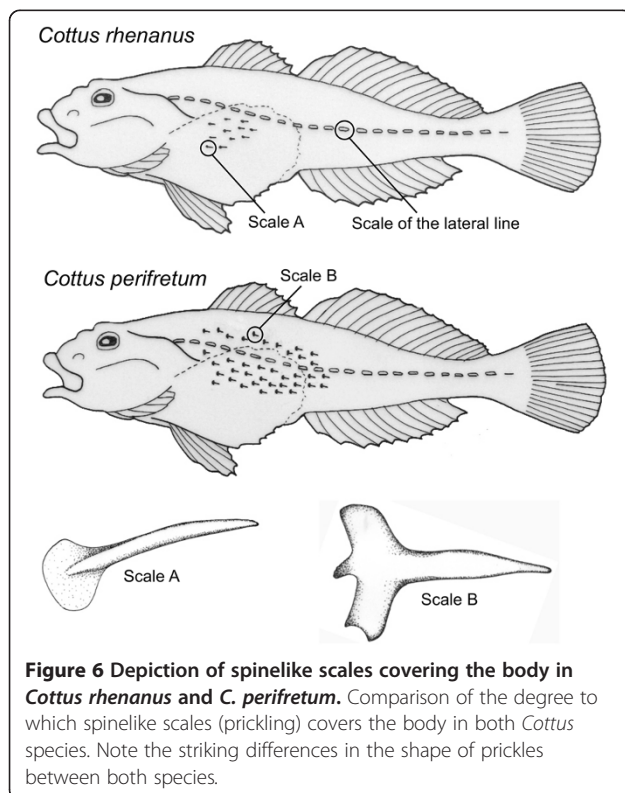 Cottus rhenanus
Scale A
Scale of the lateral line
Cottus perifretum
Scale B
Scale A
Scale B
Figure 6 Depiction of spinelike scales covering the body in
Cottus rhenanus and C. perifretum. Comparison of the degree to
which spinelike scales (prickling) covers the body in both Cottus
species. Note the striking differences in the shape of prickles
between both species.